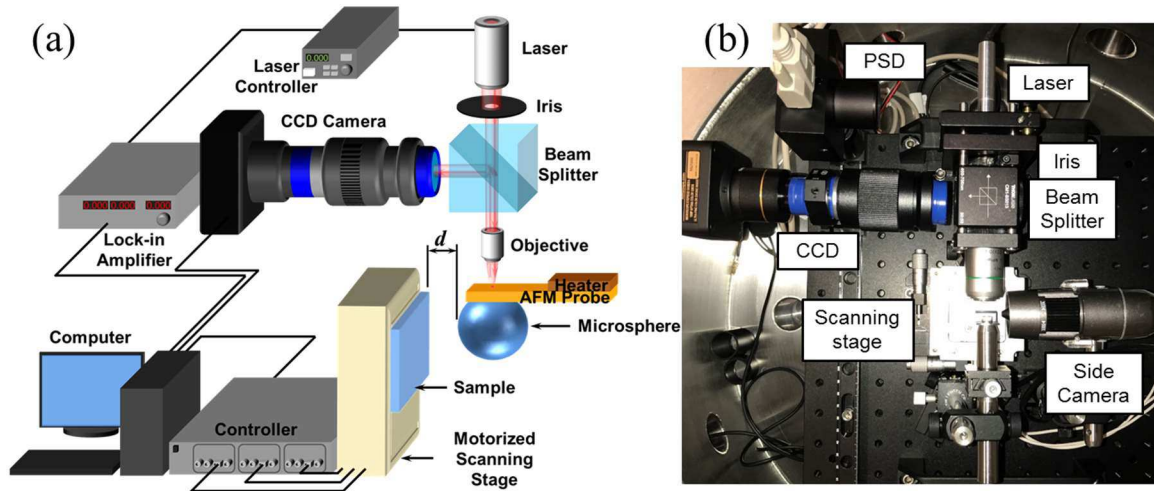 (a)
0.000
Laser
Controller
Laser
Iris
CCD Camera
Beam
Splitter
0.000 0.000 0.000
Lock-in
Amplifier
Objective
d
Heater
AFM Probe
Microsphere
Computer
Sample
Controller
Motorized
Scanning
Stage
(b)
PSD
Laser
Iris
Beam
Splitter
CCD
Scanning
stage
Side
Camera